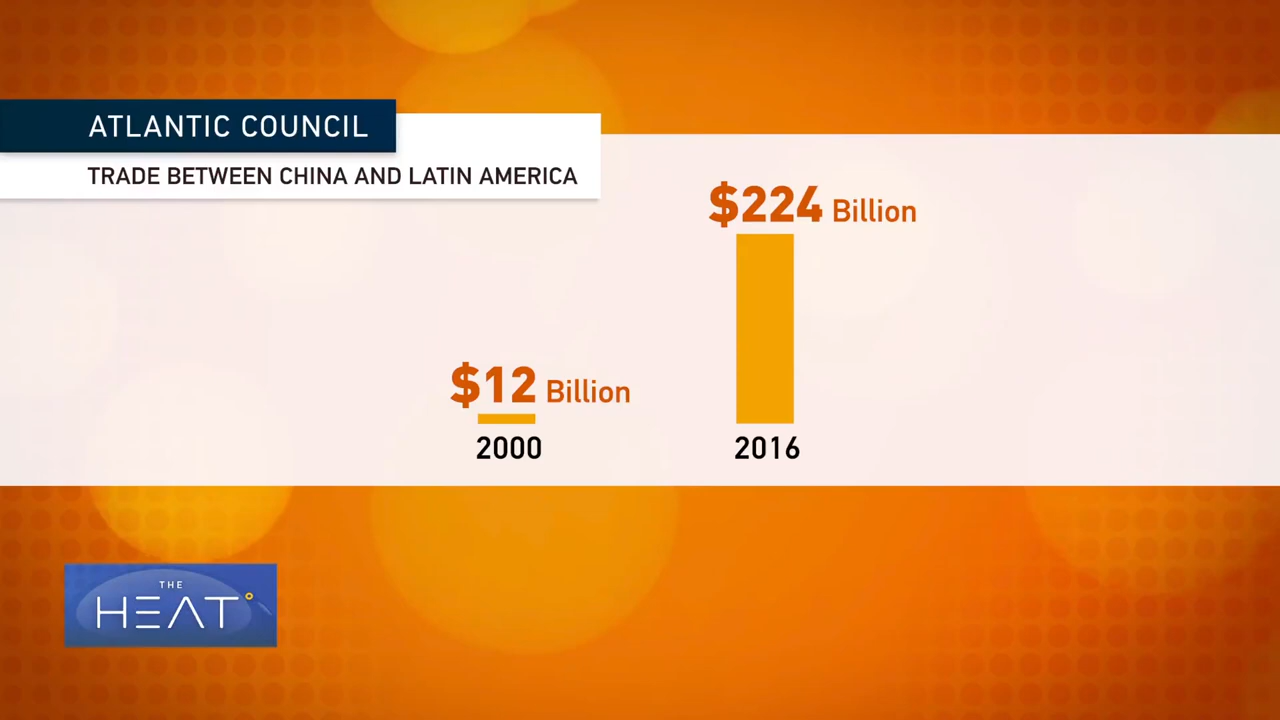 ATLANTIC COUNCIL
TRADE BETWEEN CHINA AND LATIN AMERICA
$224 Billion
$12 Billion
2000
2016
THE
HEAT